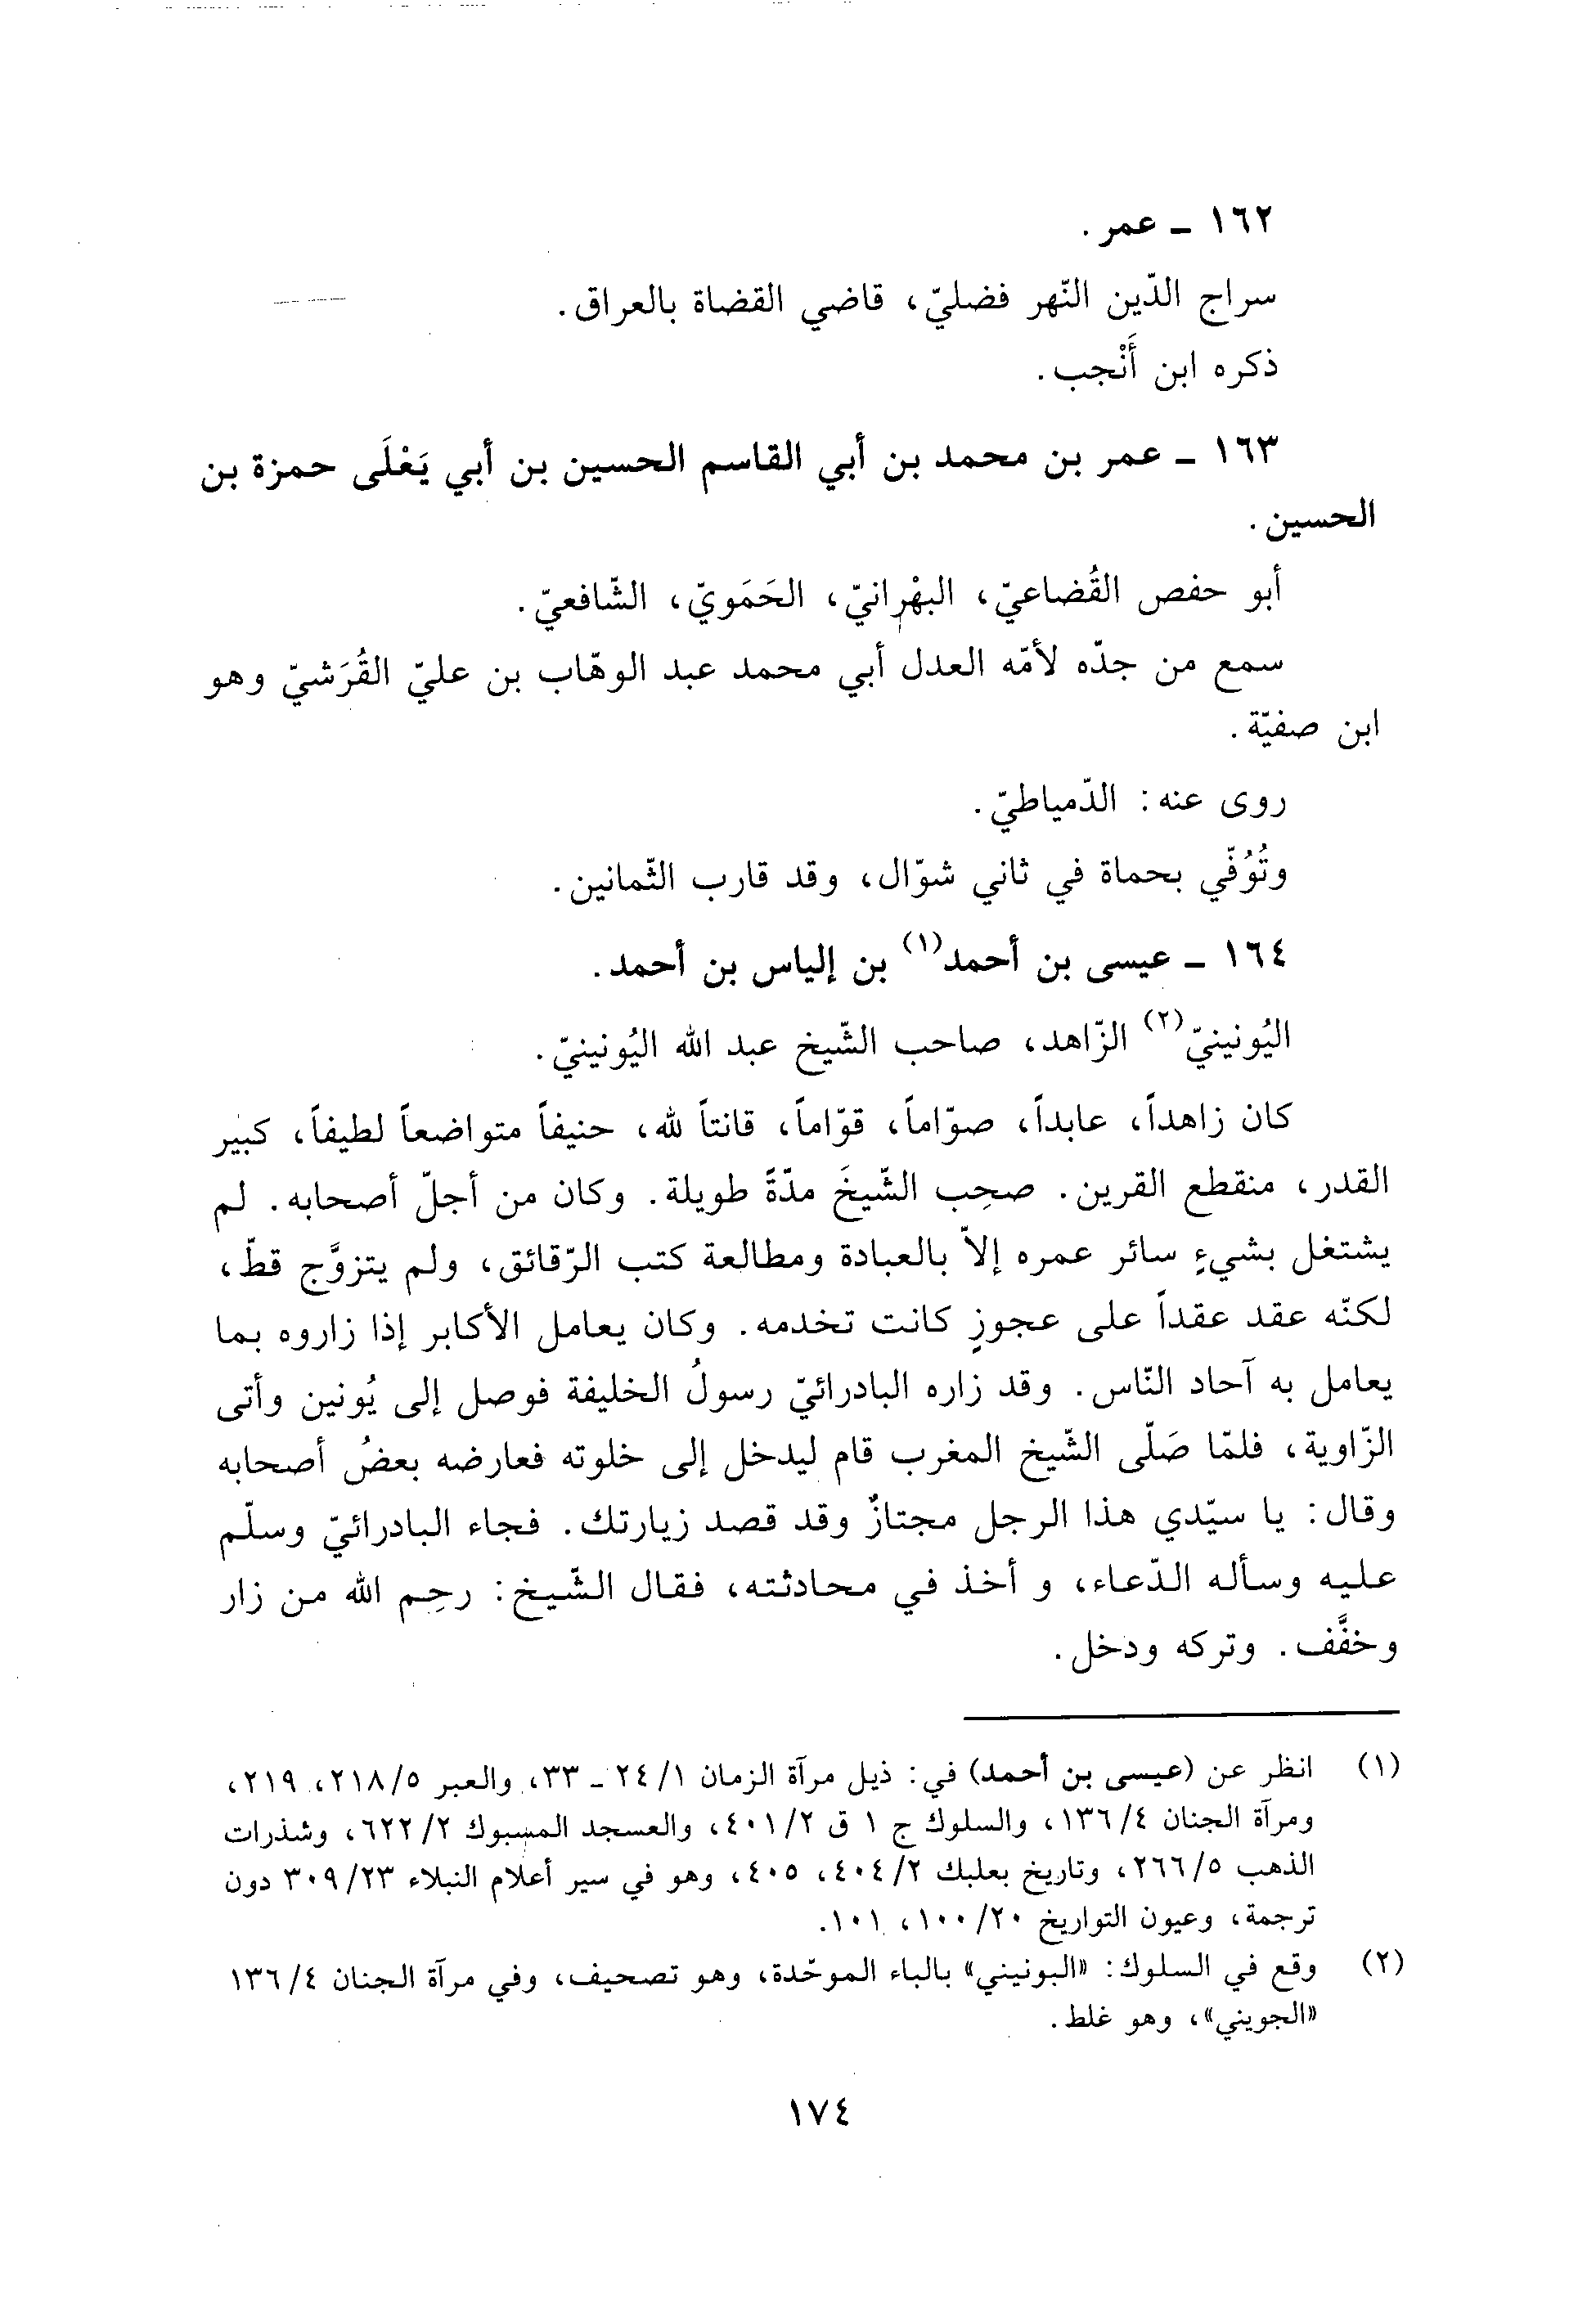 ١٦٢ ـ عمر.
سراج الدّين النّهر فضليّ، قاضي القضاة بالعراق.
ذكره ابن أَنْجب.
١٦٣ ـ عمر بن محمد بن أبي القاسم الحسين بن أبي يَعْلَى حمزة بن
الحسين.
أبو حفص القُضاعيّ، البهْرانيّ، الحَمَويّ، الشّافعيّ.
سمع من جدّه لأمّه العدل أبي محمد عبد الوهّاب بن عليّ القُرَشيّ وهو
ابن صفيّة.
روى عنه: الدّمياطيّ.
وتُوُفّي بحماة في ثاني شوّال، وقد قارب الثّمانين.
١٦٤ ـ عيسى بن أحمد(١) بن إلياس بن أحمد.
اليُونينيّ(٢) الزّاهد، صاحب الشّيخ عبد الله اليُونينيّ.
كان زاهداً، عابداً، صوّاماً، قوّاماً، قانتاً لله، حنيفاً متواضعاً لطيفاً، كبير
القدر، منقطع القرين. صحِب الشّيخَ مدّةً طويلة. وكان من أجلّ أصحابه. لم
يشتغل بشيءٍ سائر عمره إلاّ بالعبادة ومطالعة كتب الرّقائق، ولم يتزوَّج قطّ،
لكنّه عقد عقداً على عجوزٍ كانت تخدمه. وكان يعامل الأكابر إذا زاروه بما
يعامل به آحاد النّاس. وقد زاره البادرائيّ رسولُ الخليفة فوصل إلى يُونين وأتى
الزّاوية، فلمّا صَلّى الشّيخ المغرب قام ليدخل إلى خلوته فعارضه بعضُ أصحابه
وقال: يا سيّدي هذا الرجل مجتازٌ وقد قصد زيارتك. فجاء البادرائيّ وسلّم
عليه وسأله الدّعاء، و أخذ في محادثته، فقال الشّيخ: رحِم الله من زار
وخفَّف. وتركه ودخل.
(١) انظر عن (عيسى بن أحمد) في: ذيل مرآة الزمان ١/ ٢٤ ـ ٣٣، والعبر ٥/ ٢١٨، ٢١٩،
ومرآة الجنان ٤/ ١٣٦، والسلوك ج ١ ق ٢/ ٤٠١، والعسجد المسبوك ٢/ ٦٢٢، وشذرات
الذهب ٥/ ٢٦٦، وتاريخ بعلبك ٢/ ٤٠٤، ٤٠٥، وهو في سير أعلام النبلاء ٢٣/ ٣٠٩ دون
ترجمة، وعيون التواريخ ٢٠/ ١٠٠، ١٠١.
(٢) وقع في السلوك: «البونيني» بالباء الموحّدة، وهو تصحيف، وفي مرآة الجنان ٤/ ١٣٦
«الجويني»، وهو غلط.
١٧٤